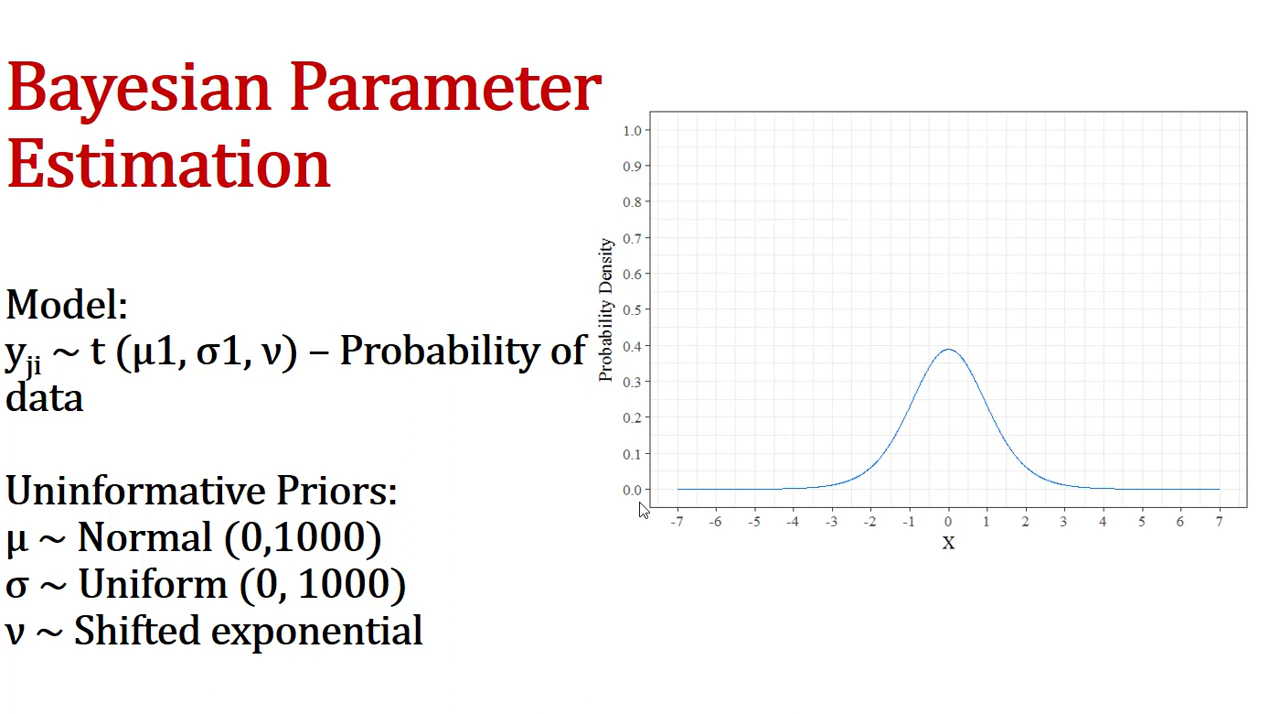 Bayesian Parameter
Estimation
Model:
y_ji ~ t (μ1, σ1, ν) – Probability of
data
Uninformative Priors:
μ ~ Normal (0,1000)
σ ~ Uniform (0, 1000)
ν ~ Shifted exponential
Probability Density
1.0
0.9
0.8
0.7
0.6
0.5
0.4
0.3
0.2
0.1
0.0
-7 -6 -5 -4 -3 -2 -1 0 1 2 3 4 5 6 7
X